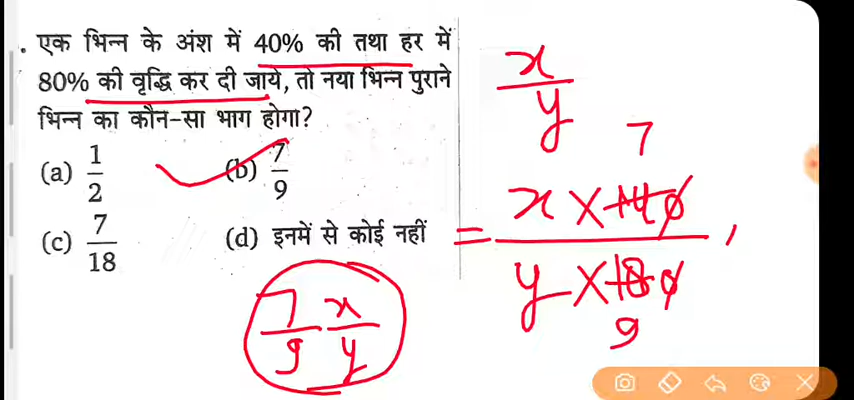 . एक भिन्न के अंश में 40% की तथा हर में
80% की वृद्धि कर दी जाये, तो नया भिन्न पुराने
भिन्न का कौन-सा भाग होगा?
(a) 1/2 (b) 7/9
(c) 7/18 (d) इनमें से कोई नहीं
x/y
7
= x × 140 / y × 180 ,
9
7/9 x/y